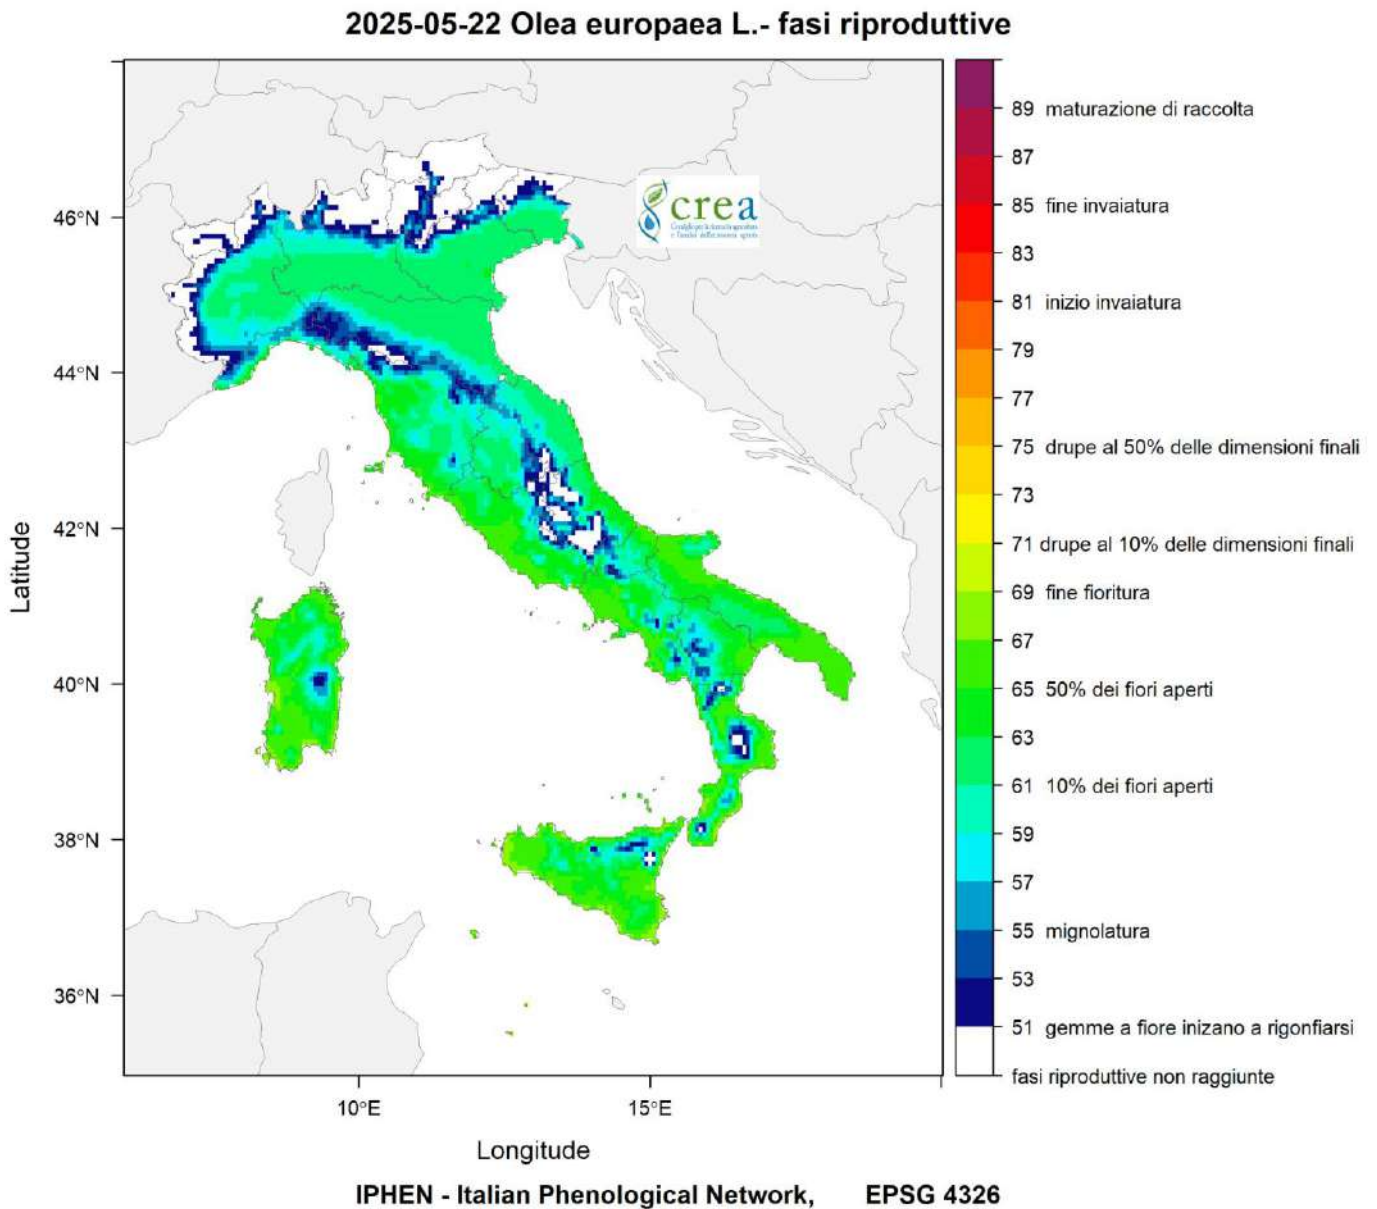 2025-05-22 Olea europaea L.- fasi riproduttive
crea
46°N
44°N
42°N
40°N
38°N
36°N
Latitude
10°E
15°E
Longitude
89 maturazione di raccolta
87
85 fine invaiatura
83
81 inizio invaiatura
79
77
75 drupe al 50% delle dimensioni finali
73
71 drupe al 10% delle dimensioni finali
69 fine fioritura
67
65 50% dei fiori aperti
63
61 10% dei fiori aperti
59
57
55 mignolatura
53
51 gemme a fiore inizano a rigonfiarsi
fasi riproduttive non raggiunte
IPHEN - Italian Phenological Network, EPSG 4326